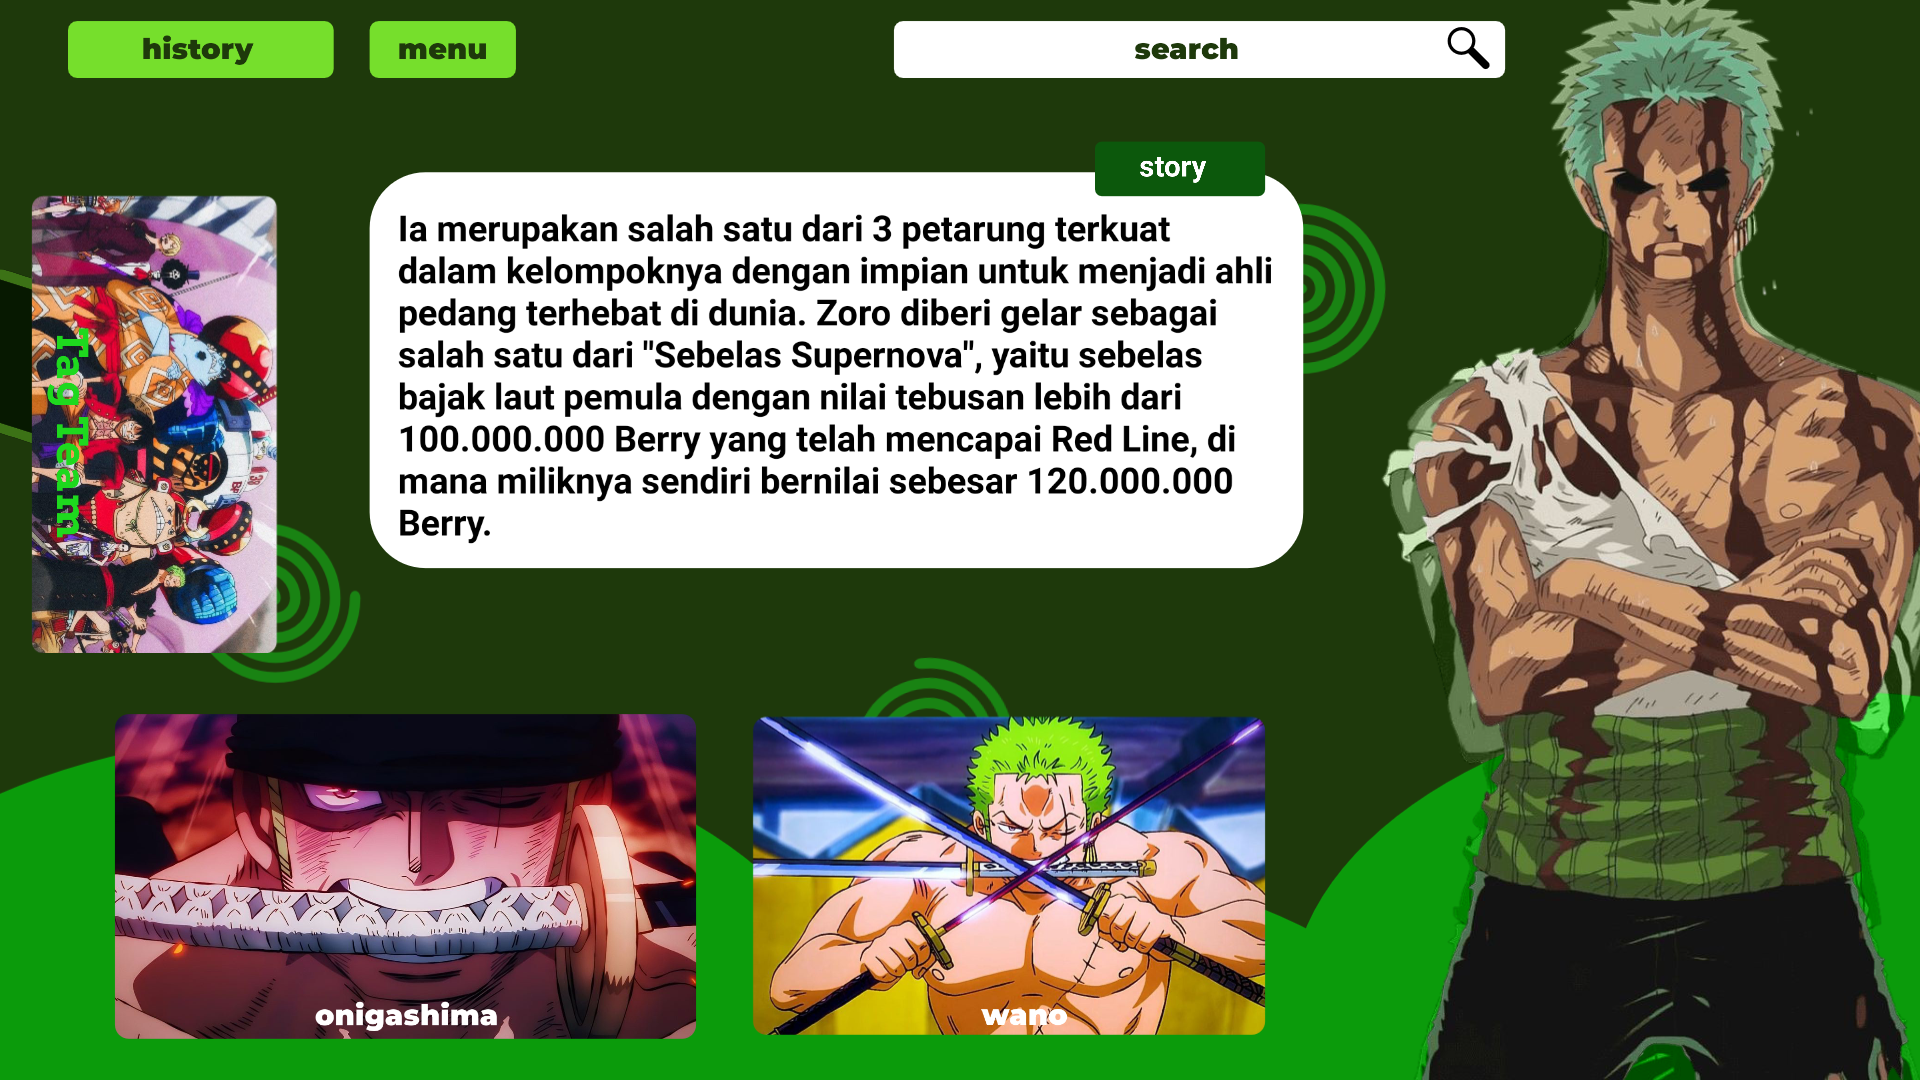 history
menu
search
story
Ia merupakan salah satu dari 3 petarung terkuat
dalam kelompoknya dengan impian untuk menjadi ahli
pedang terhebat di dunia. Zoro diberi gelar sebagai
salah satu dari "Sebelas Supernova", yaitu sebelas
bajak laut pemula dengan nilai tebusan lebih dari
100.000.000 Berry yang telah mencapai Red Line, di
mana miliknya sendiri bernilai sebesar 120.000.000
Berry.
Tag Team
onigashima
wano